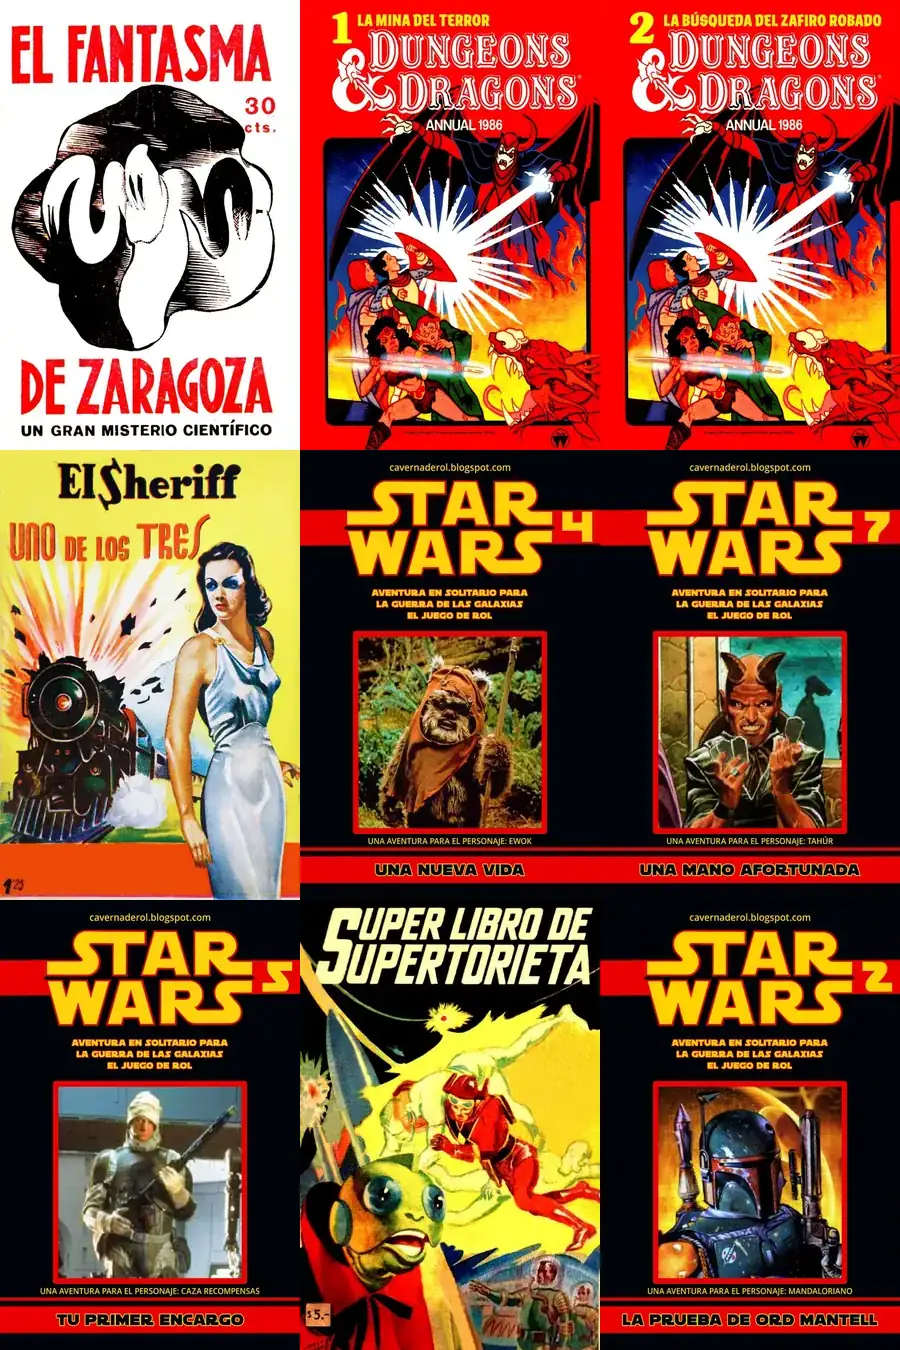 EL FANTASMA
30
cts.
DE ZARAGOZA
UN GRAN MISTERIO CIENTÍFICO
1 LA MINA DEL TERROR
DUNGEONS
& DRAGONS
ANNUAL 1986
2 LA BÚSQUEDA DEL ZAFIRO ROBADO
DUNGEONS
& DRAGONS
ANNUAL 1986
El Sheriff
UNO DE LOS TRES
1'25
cavernaderol.blogspot.com
STAR
WARS 4
AVENTURA EN SOLITARIO PARA
LA GUERRA DE LAS GALAXIAS
EL JUEGO DE ROL
UNA AVENTURA PARA EL PERSONAJE: EWOK
UNA NUEVA VIDA
cavernaderol.blogspot.com
STAR
WARS 7
AVENTURA EN SOLITARIO PARA
LA GUERRA DE LAS GALAXIAS
EL JUEGO DE ROL
UNA AVENTURA PARA EL PERSONAJE: TAHÚR
UNA MANO AFORTUNADA
cavernaderol.blogspot.com
STAR
WARS 5
AVENTURA EN SOLITARIO PARA
LA GUERRA DE LAS GALAXIAS
EL JUEGO DE ROL
UNA AVENTURA PARA EL PERSONAJE: CAZA RECOMPENSAS
TU PRIMER ENCARGO
SUPER LIBRO DE
SUPERTORIETA
$5.-
cavernaderol.blogspot.com
STAR
WARS 2
AVENTURA EN SOLITARIO PARA
LA GUERRA DE LAS GALAXIAS
EL JUEGO DE ROL
UNA AVENTURA PARA EL PERSONAJE: MANDALORIANO
LA PRUEBA DE ORD MANTELL